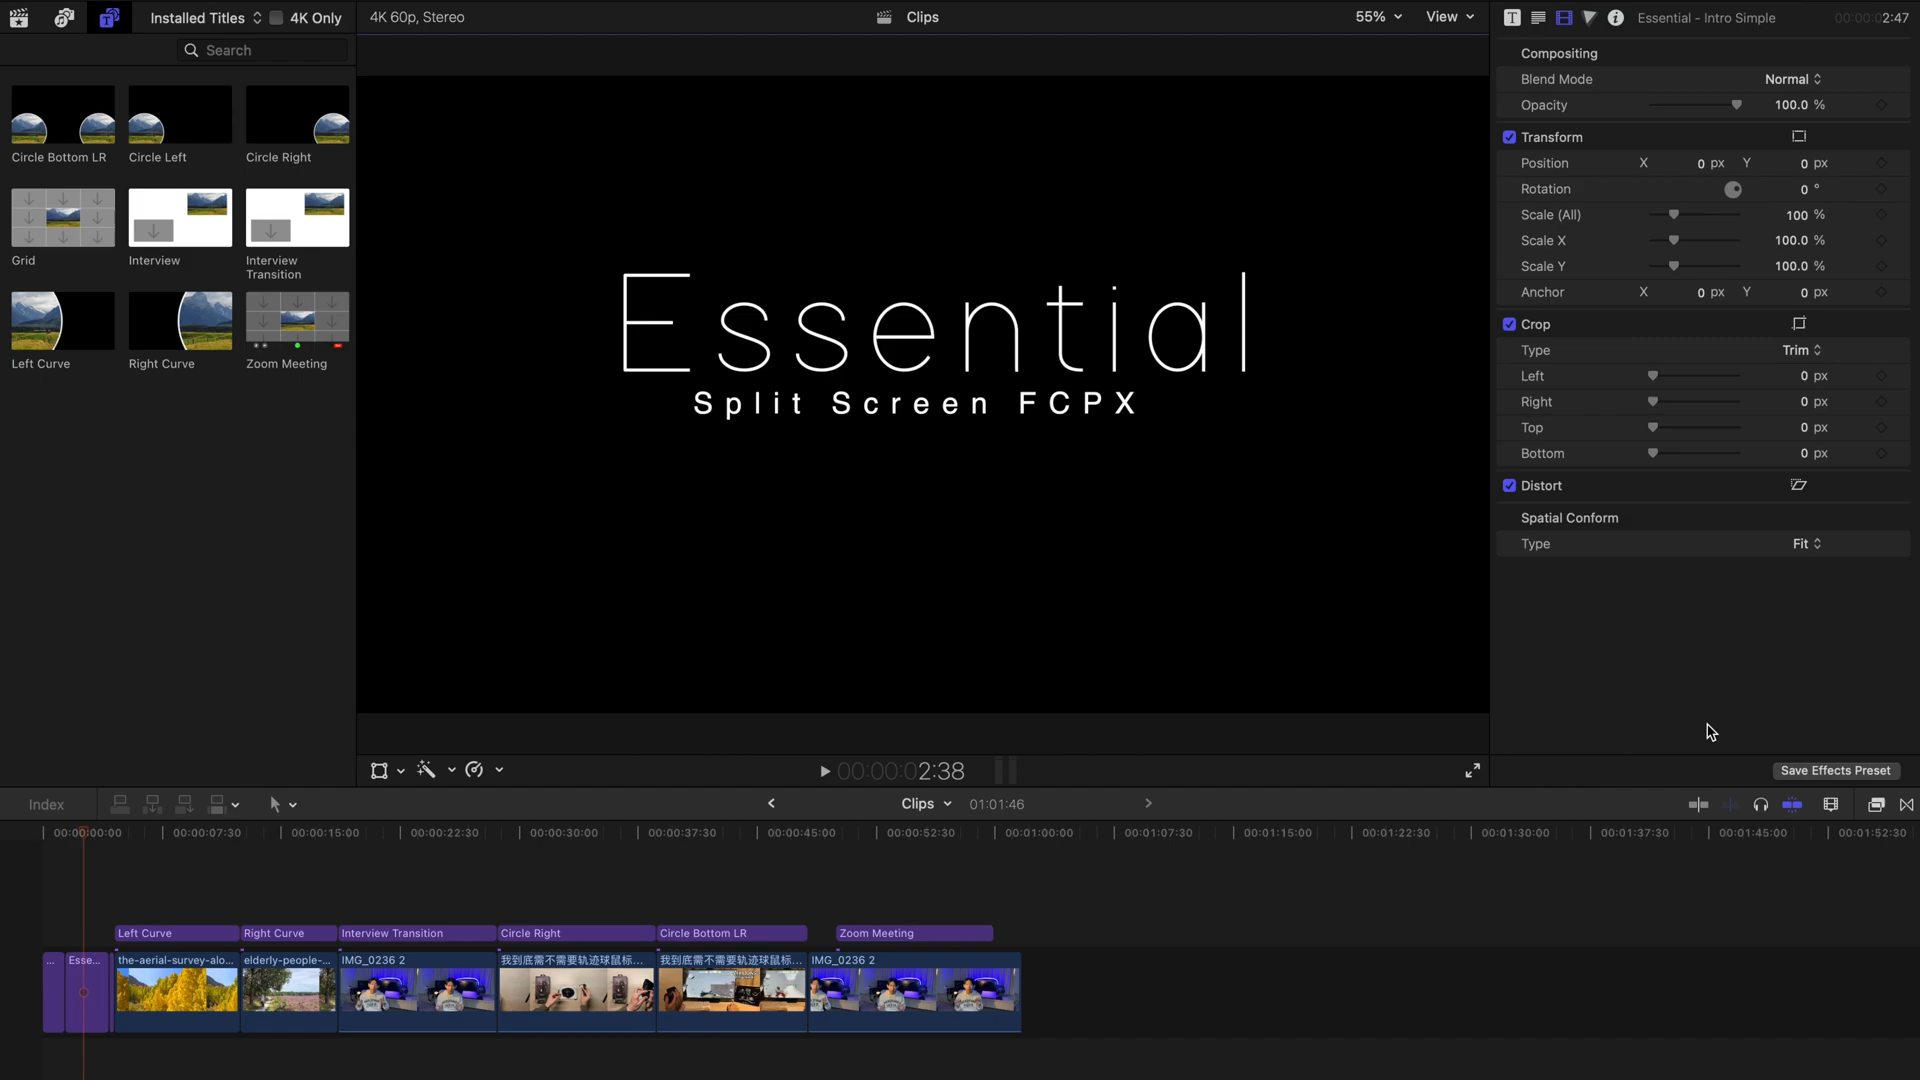 Installed Titles
4K Only
4K 60p, Stereo
Clips
55%
View
Essential - Intro Simple
00:00:02:47
Search
Circle Bottom LR
Circle Left
Circle Right
Grid
Interview
Interview Transition
Left Curve
Right Curve
Zoom Meeting
Essential
Split Screen FCPX
Compositing
Blend Mode
Normal
Opacity
100.0 %
Transform
Position
X
0 px
Y
0 px
Rotation
0 °
Scale (All)
100 %
Scale X
100.0 %
Scale Y
100.0 %
Anchor
X
0 px
Y
0 px
Crop
Type
Trim
Left
0 px
Right
0 px
Top
0 px
Bottom
0 px
Distort
Spatial Conform
Type
Fit
00:00:02:38
Save Effects Preset
Index
Clips
01:01:46
00:00:00:00
00:00:07:30
00:00:15:00
00:00:22:30
00:00:30:00
00:00:37:30
00:00:45:00
00:00:52:30
00:01:00:00
00:01:07:30
00:01:15:00
00:01:22:30
00:01:30:00
00:01:37:30
00:01:45:00
00:01:52:30
Left Curve
Right Curve
Interview Transition
Circle Right
Circle Bottom LR
Zoom Meeting
...
Esse...
the-aerial-survey-alo...
elderly-people-...
IMG_0236 2
我到底需不需要轨迹球鼠标...
我到底需不需要轨迹球鼠标...
IMG_0236 2